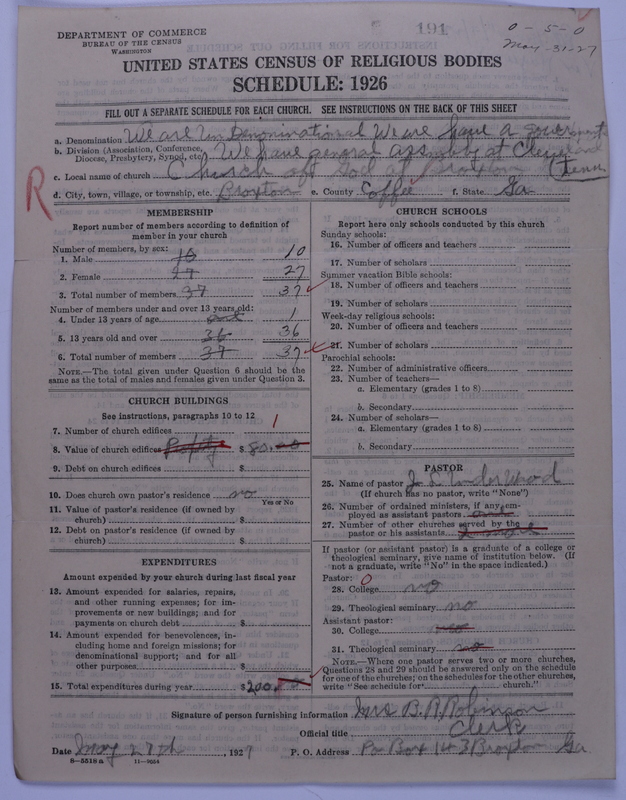 191
0-5-0
May-31-27
DEPARTMENT OF COMMERCE
BUREAU OF THE CENSUS
WASHINGTON
UNITED STATES CENSUS OF RELIGIOUS BODIES
SCHEDULE: 1926
FILL OUT A SEPARATE SCHEDULE FOR EACH CHURCH. SEE INSTRUCTIONS ON THE BACK OF THIS SHEET
a. Denomination We are Un Denominational We are have a
b. Division (Association, Conference, Diocese, Presbytery, Synod, etc) We have general assembly at Cleveland Tenn
c. Local name of church Church of God at Broxton
R
d. City, town, village, or township, etc. Broxton e. County Coffee f. State Ga
MEMBERSHIP
Report number of members according to definition of
member in your church
Number of members, by sex:
1. Male 10 10
2. Female 27 27
3. Total number of members 37 37
Number of members under and over 13 years old:
4. Under 13 years of age 1
5. 13 years old and over 36 36
6. Total number of members 37 37
NOTE.—The total given under Question 6 should be the
same as the total of males and females given under Question 3.
CHURCH BUILDINGS
See instructions, paragraphs 10 to 12
7. Number of church edifices 1
8. Value of church edifices $
9. Debt on church edifices $
10. Does church own pastor's residence no
Yes or No
11. Value of pastor's residence (if owned by
church) $
12. Debt on pastor's residence (if owned by
church) $
EXPENDITURES
Amount expended by your church during last fiscal year
13. Amount expended for salaries, repairs,
and other running expenses; for im-
provements or new buildings; and for
payments on church debt $
14. Amount expended for benevolences, in-
cluding home and foreign missions; for
denominational support; and for all
other purposes $
15. Total expenditures during year $200
CHURCH SCHOOLS
Report here only schools conducted by this church
Sunday schools:
16. Number of officers and teachers
17. Number of scholars
Summer vacation Bible schools:
18. Number of officers and teachers
19. Number of scholars
Week-day religious schools:
20. Number of officers and teachers
21. Number of scholars
Parochial schools:
22. Number of administrative officers
23. Number of teachers—
a. Elementary (grades 1 to 8)
b. Secondary
24. Number of scholars—
a. Elementary (grades 1 to 8)
b. Secondary
PASTOR
25. Name of pastor J. L. Underwood
(If church has no pastor, write "None")
26. Number of ordained ministers, if any, em-
ployed as assistant pastors
27. Number of other churches served by the
pastor or his assistants
If pastor (or assistant pastor) is a graduate of a college or
theological seminary, give name of institution below. (If
not a graduate, write "No" in the space indicated.)
Pastor: 0
28. College no
29. Theological seminary no
Assistant pastor:
30. College no
31. Theological seminary no
NOTE.—Where one pastor serves two or more churches,
Questions 28 and 29 should be answered only on the schedule
for one of the churches; on the schedules for the other churches,
write "See schedule for church."
Signature of person furnishing information Mrs B. R. Robinson
Official title Clerk
Date May 27th, 1927 P. O. Address Po Box 143 Broxton Ga
8-5518 a 11-9034